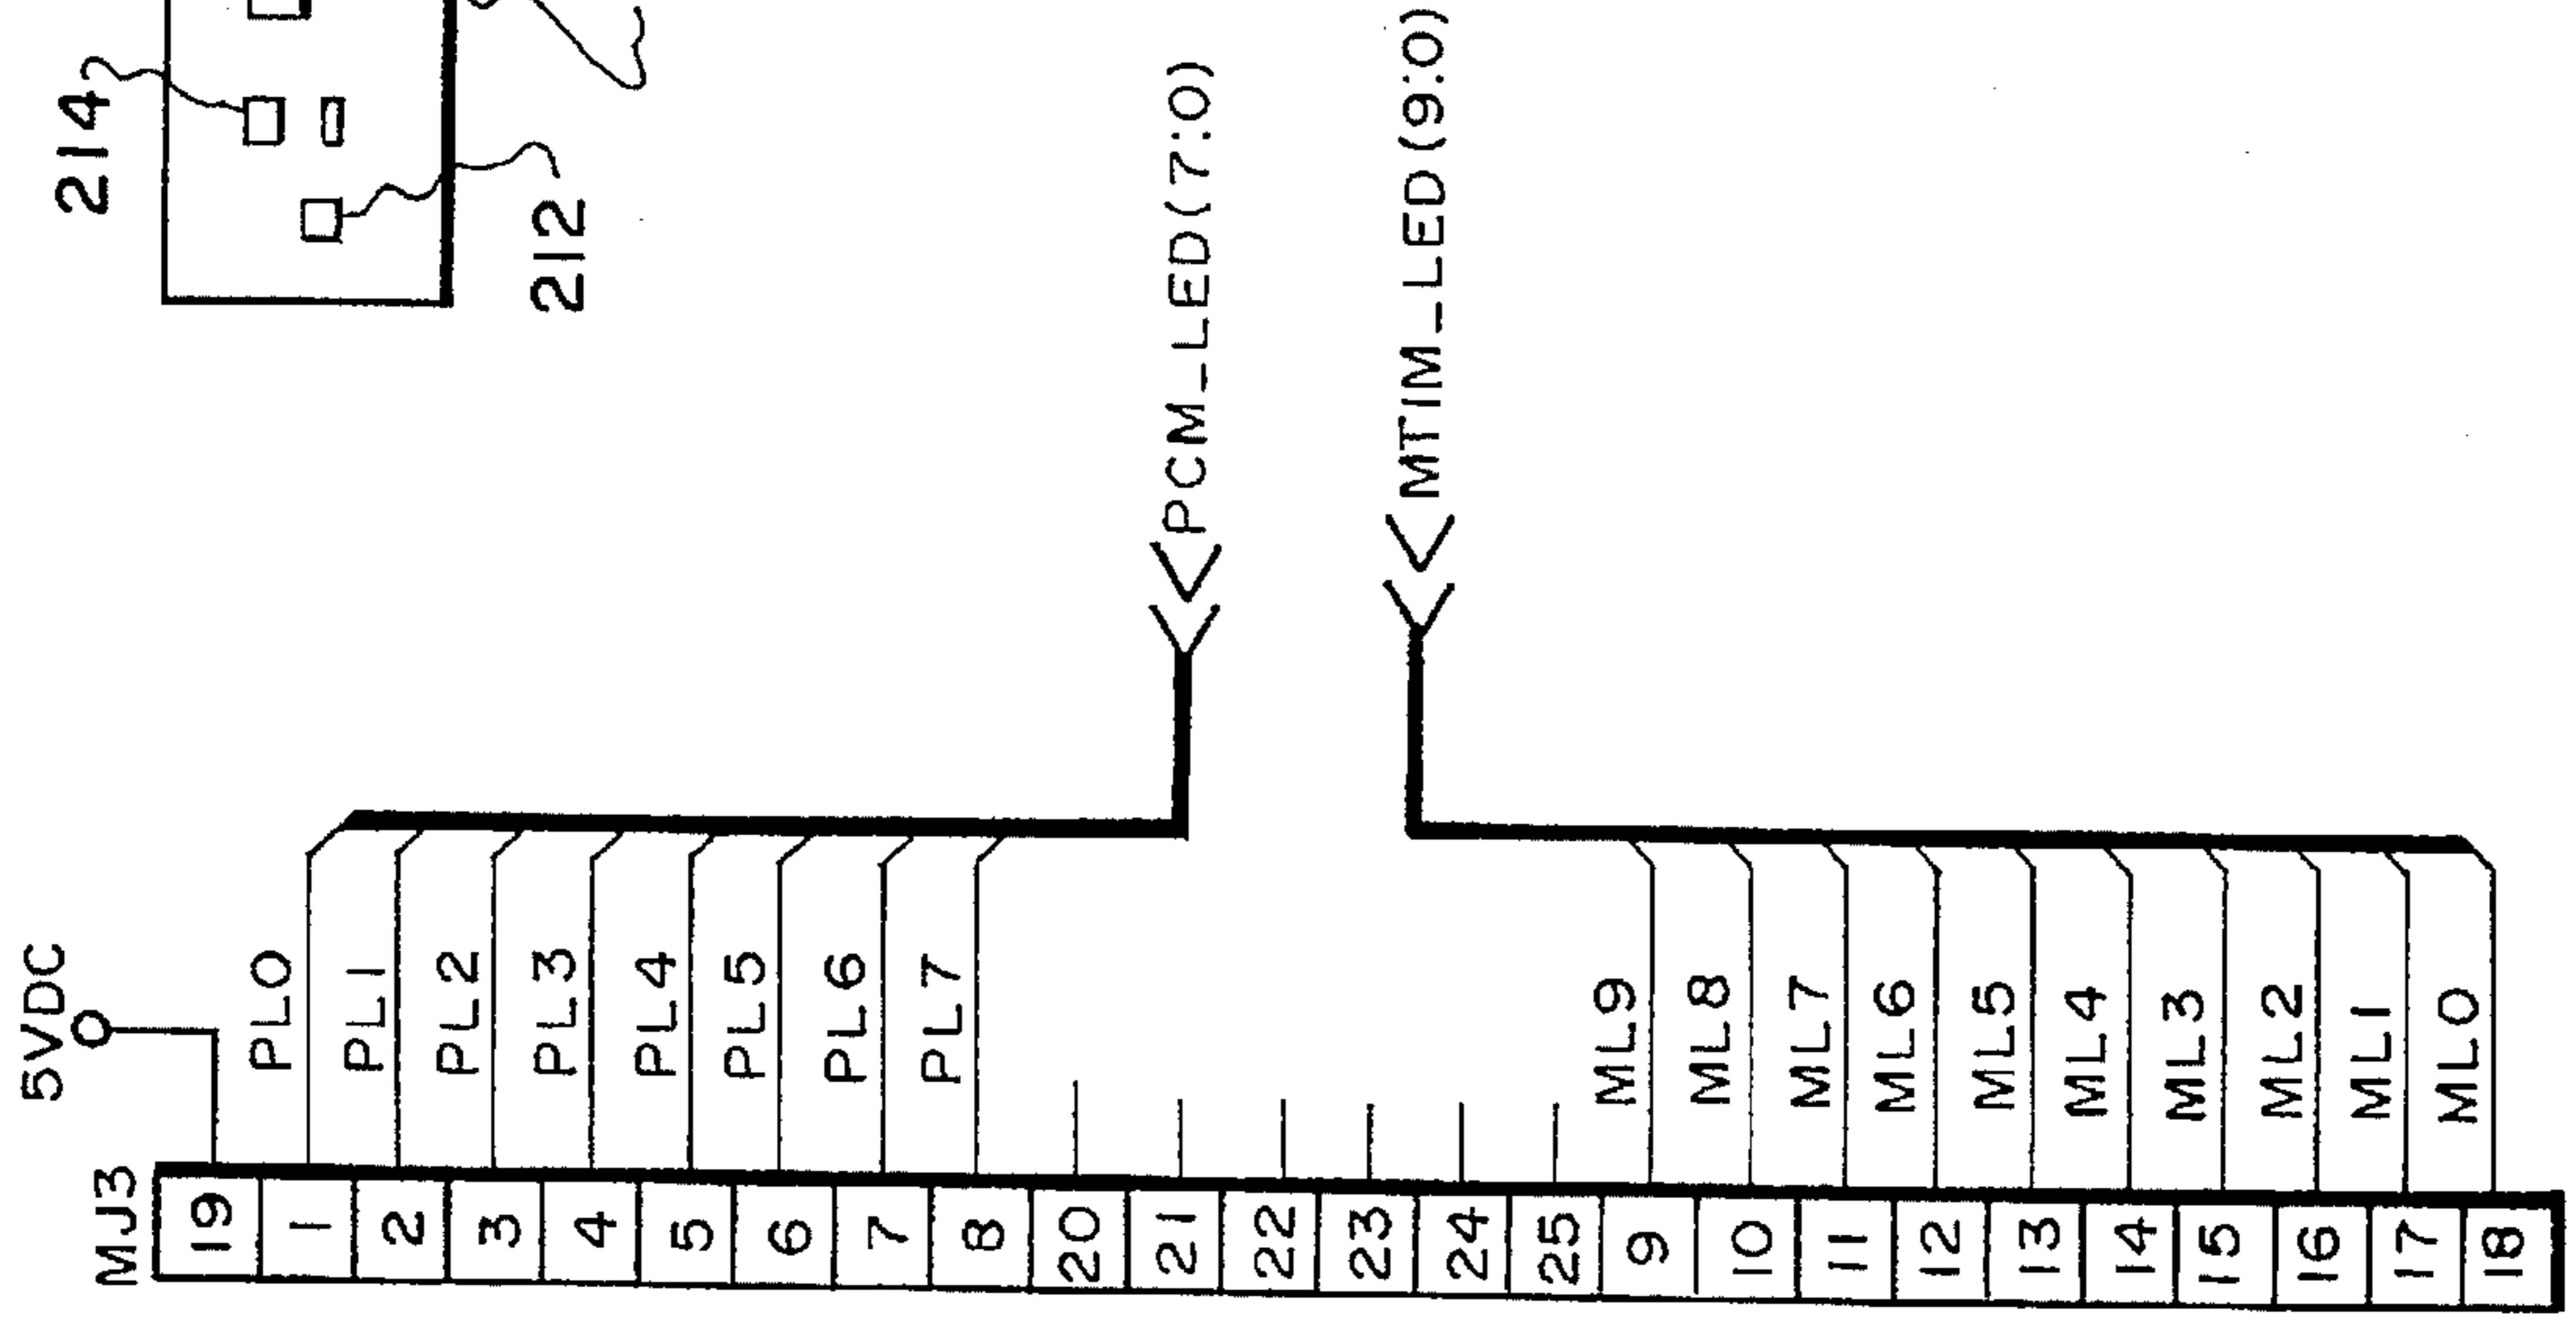 214
212
PCM_LED(7:0)
MTIM_LED(9:0)
5VDC
MJ3
PL0
PL1
PL2
PL3
PL4
PL5
PL6
PL7
ML9
ML8
ML7
ML6
ML5
ML4
ML3
ML2
ML1
ML0
19
1
2
3
4
5
6
7
8
20
21
22
23
24
25
9
10
11
12
13
14
15
16
17
18